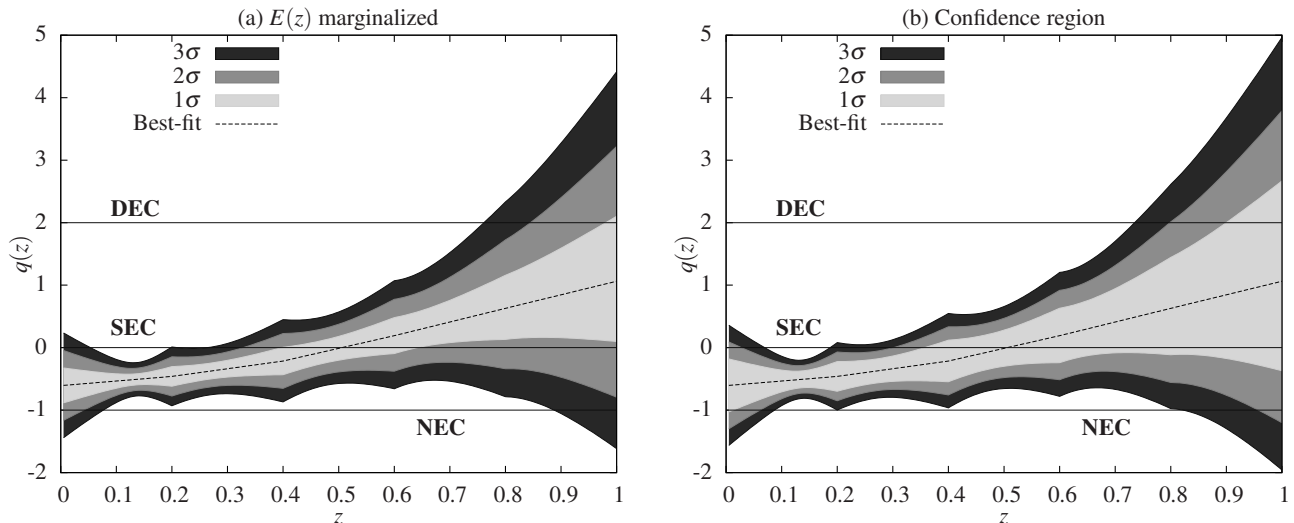 (a) E(z) marginalized
5
4
3
2
1
0
-1
-2
q(z)
3σ
2σ
1σ
Best-fit
DEC
SEC
NEC
0 0.1 0.2 0.3 0.4 0.5 0.6 0.7 0.8 0.9 1
z
(b) Confidence region
5
4
3
2
1
0
-1
-2
q(z)
3σ
2σ
1σ
Best-fit
DEC
SEC
NEC
0 0.1 0.2 0.3 0.4 0.5 0.6 0.7 0.8 0.9 1
z